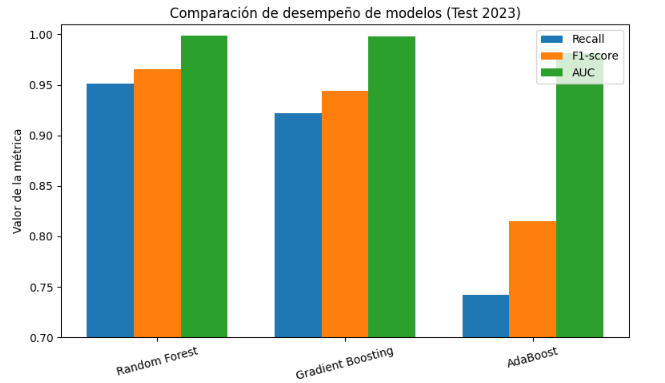 Comparación de desempeño de modelos (Test 2023)
Recall
F1-score
AUC
Valor de la métrica
1.00
0.95
0.90
0.85
0.80
0.75
0.70
Random Forest
Gradient Boosting
AdaBoost